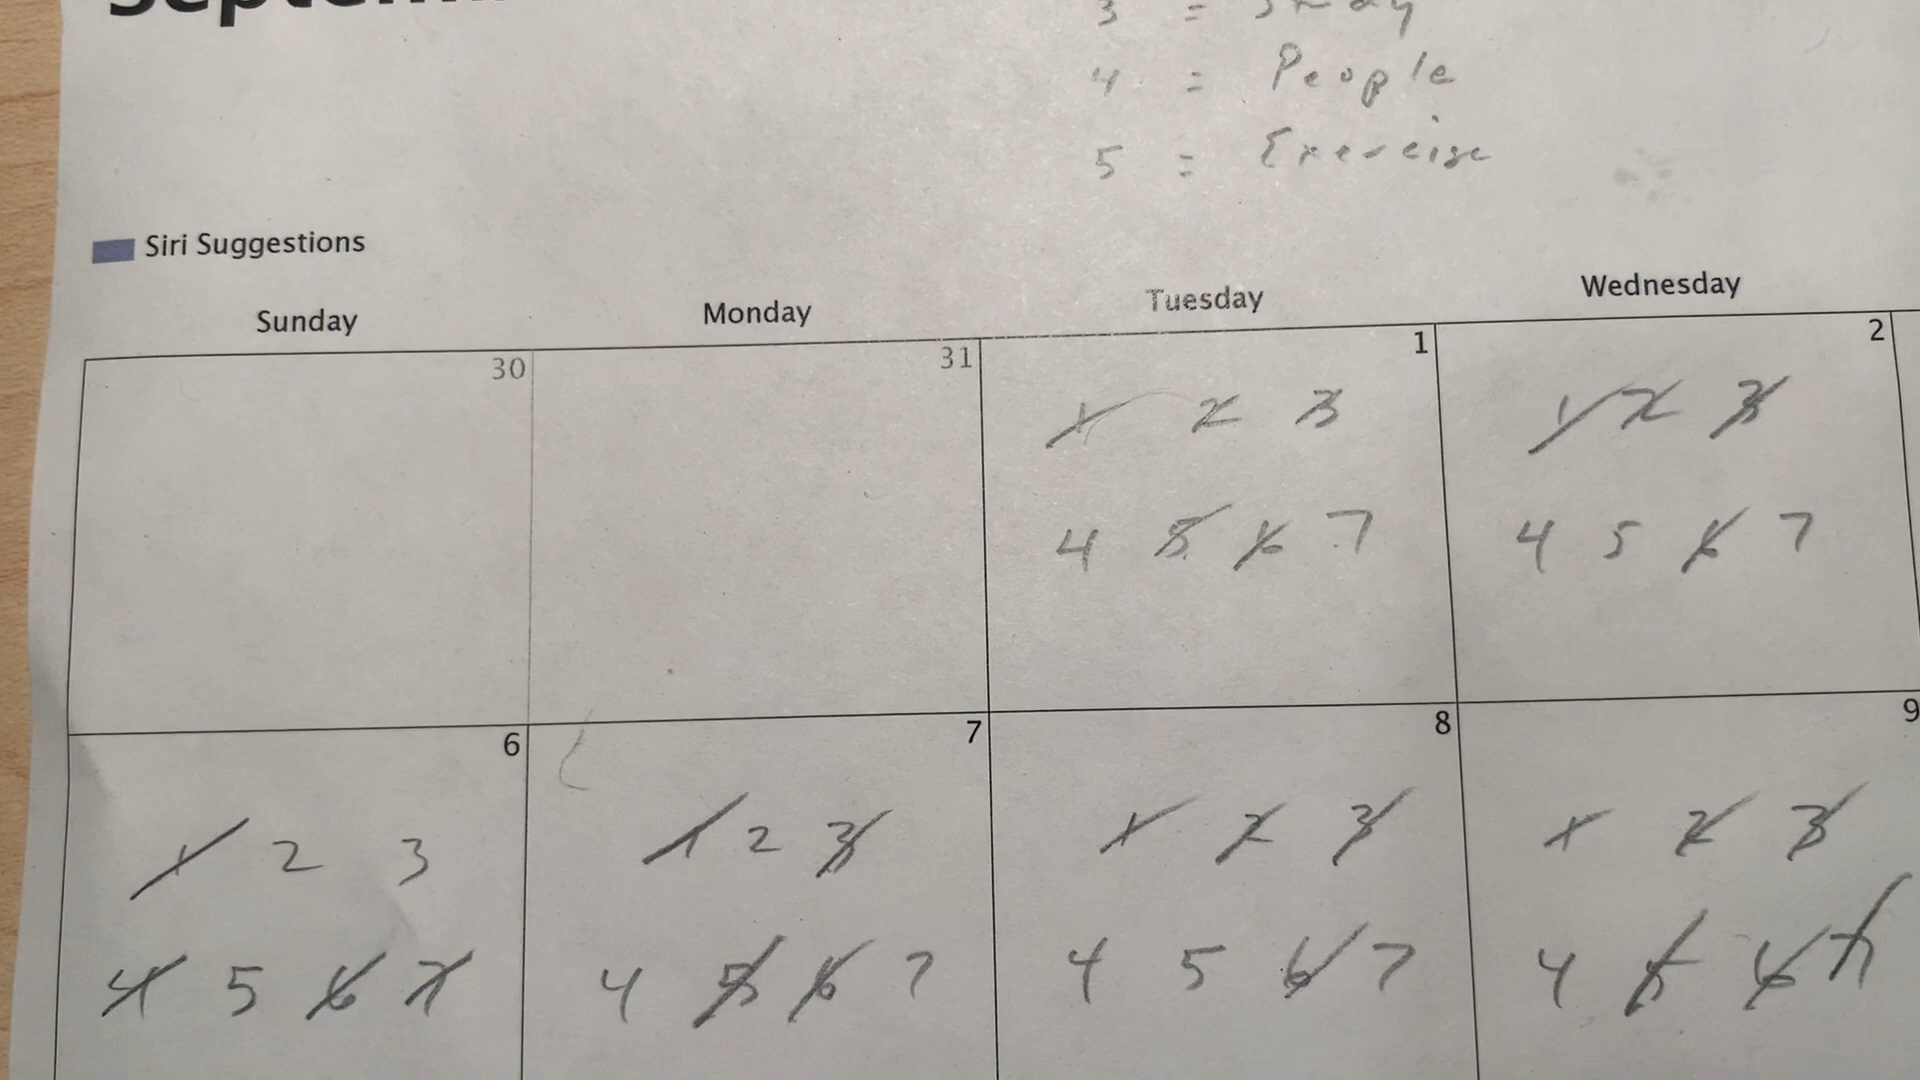 3 = Study
4 = People
5 = Exercise
Siri Suggestions
Sunday Monday Tuesday Wednesday
30 31 1 2
1 2 3 1 2 3
4 5 6 7 4 5 6 7
6 7 8 9
1 2 3 1 2 3 1 2 3 1 2 3
4 5 6 7 4 5 6 7 4 5 6 7 4 5 6 7